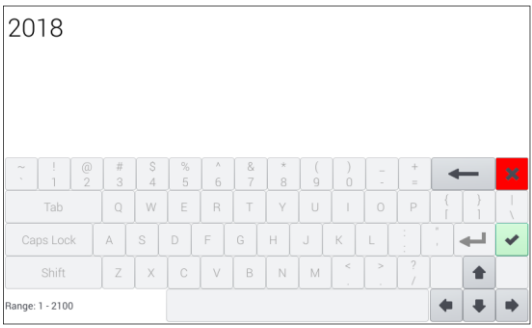 2018
~ ! @ # $ % ^ & * ( ) _ +
` 1 2 3 4 5 6 7 8 9 0 - =
Tab Q W E R T Y U I O P { } |
[ ] \
Caps Lock A S D F G H J K L : "
; '
Shift Z X C V B N M < > ?
, . /
Range: 1 - 2100